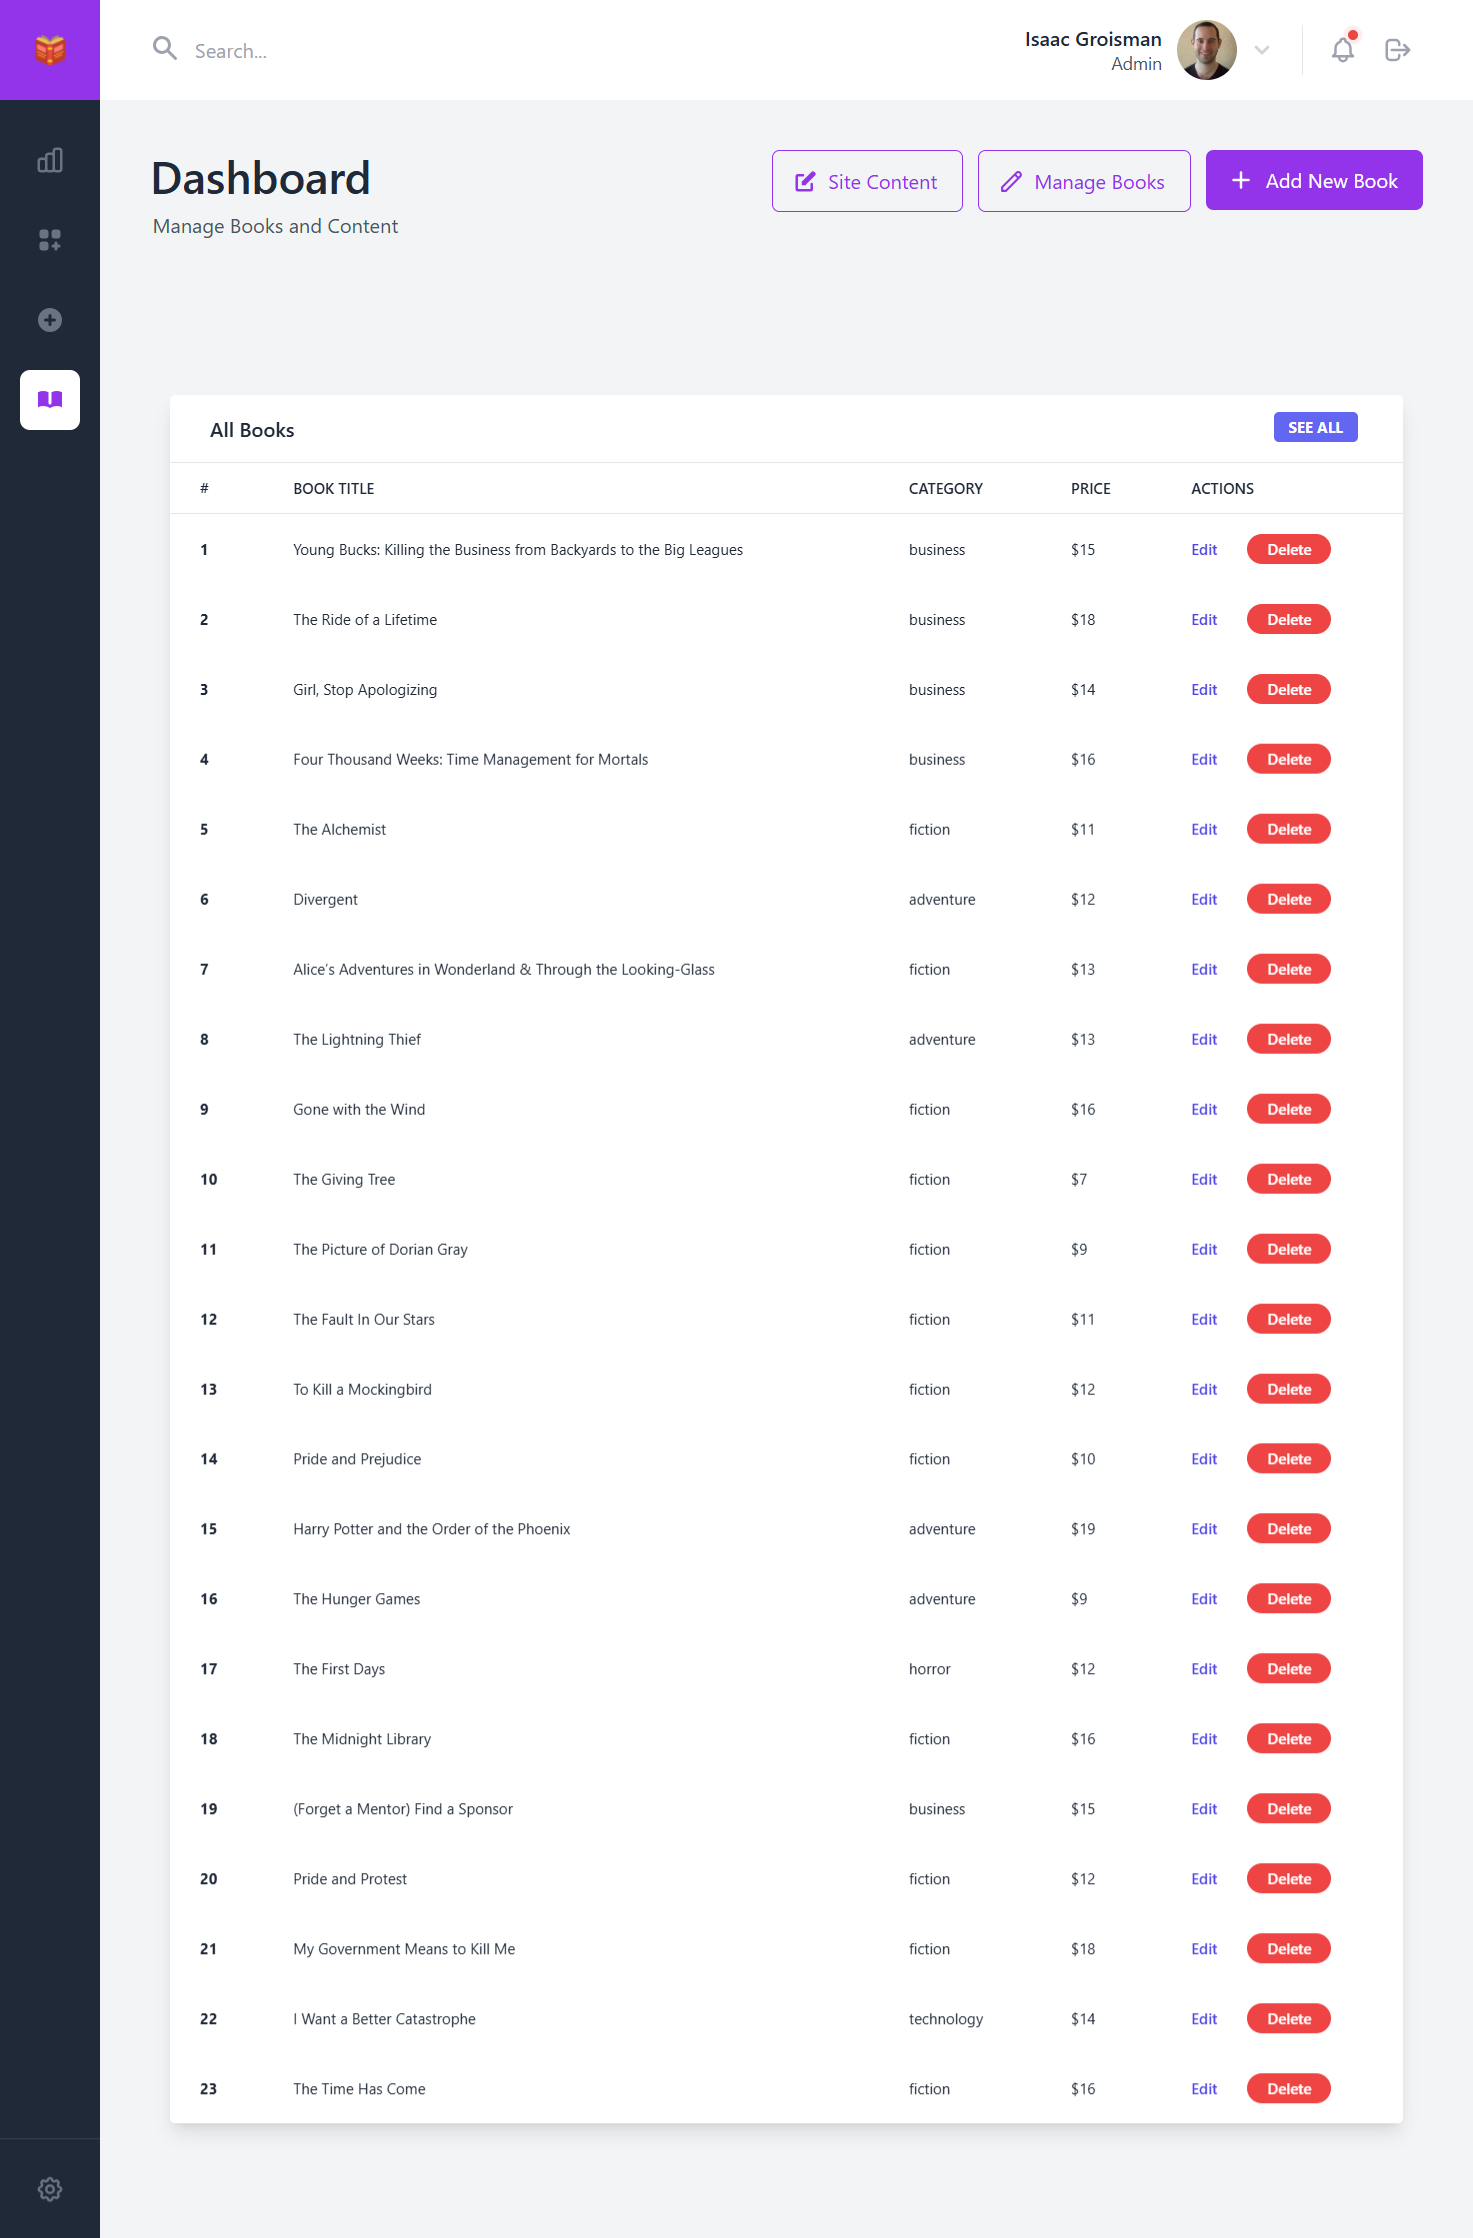 Search...
Isaac Groisman
Admin
Dashboard
Manage Books and Content
Site Content
Manage Books
Add New Book
All Books
SEE ALL
# BOOK TITLE CATEGORY PRICE ACTIONS
1 Young Bucks: Killing the Business from Backyards to the Big Leagues business $15 Edit Delete
2 The Ride of a Lifetime business $18 Edit Delete
3 Girl, Stop Apologizing business $14 Edit Delete
4 Four Thousand Weeks: Time Management for Mortals business $16 Edit Delete
5 The Alchemist fiction $11 Edit Delete
6 Divergent adventure $12 Edit Delete
7 Alice's Adventures in Wonderland & Through the Looking-Glass fiction $13 Edit Delete
8 The Lightning Thief adventure $13 Edit Delete
9 Gone with the Wind fiction $16 Edit Delete
10 The Giving Tree fiction $7 Edit Delete
11 The Picture of Dorian Gray fiction $9 Edit Delete
12 The Fault In Our Stars fiction $11 Edit Delete
13 To Kill a Mockingbird fiction $12 Edit Delete
14 Pride and Prejudice fiction $10 Edit Delete
15 Harry Potter and the Order of the Phoenix adventure $19 Edit Delete
16 The Hunger Games adventure $9 Edit Delete
17 The First Days horror $12 Edit Delete
18 The Midnight Library fiction $16 Edit Delete
19 (Forget a Mentor) Find a Sponsor business $15 Edit Delete
20 Pride and Protest fiction $12 Edit Delete
21 My Government Means to Kill Me fiction $18 Edit Delete
22 I Want a Better Catastrophe technology $14 Edit Delete
23 The Time Has Come fiction $16 Edit Delete